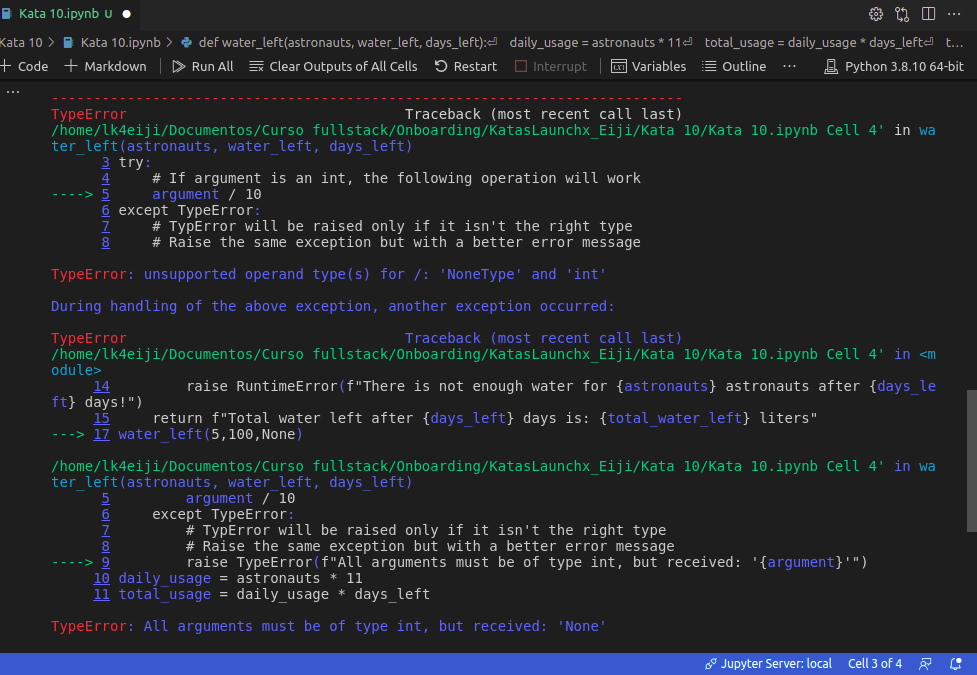 Kata 10.ipynb U ●
Kata 10 > Kata 10.ipynb > def water_left(astronauts, water_left, days_left):⏎ daily_usage = astronauts * 11⏎ total_usage = daily_usage * days_left⏎ t...
+ Code + Markdown Run All Clear Outputs of All Cells Restart Interrupt Variables Outline ... Python 3.8.10 64-bit
...
---------------------------------------------------------------------------
TypeError Traceback (most recent call last)
/home/lk4eiji/Documentos/Curso fullstack/Onboarding/KatasLaunchx_Eiji/Kata 10/Kata 10.ipynb Cell 4' in wa
ter_left(astronauts, water_left, days_left)
3 try:
4 # If argument is an int, the following operation will work
----> 5 argument / 10
6 except TypeError:
7 # TypError will be raised only if it isn't the right type
8 # Raise the same exception but with a better error message
TypeError: unsupported operand type(s) for /: 'NoneType' and 'int'
During handling of the above exception, another exception occurred:
TypeError Traceback (most recent call last)
/home/lk4eiji/Documentos/Curso fullstack/Onboarding/KatasLaunchx_Eiji/Kata 10/Kata 10.ipynb Cell 4' in <m
odule>
14 raise RuntimeError(f"There is not enough water for {astronauts} astronauts after {days_le
ft} days!")
15 return f"Total water left after {days_left} days is: {total_water_left} liters"
---> 17 water_left(5,100,None)
/home/lk4eiji/Documentos/Curso fullstack/Onboarding/KatasLaunchx_Eiji/Kata 10/Kata 10.ipynb Cell 4' in wa
ter_left(astronauts, water_left, days_left)
5 argument / 10
6 except TypeError:
7 # TypError will be raised only if it isn't the right type
8 # Raise the same exception but with a better error message
----> 9 raise TypeError(f"All arguments must be of type int, but received: '{argument}'")
10 daily_usage = astronauts * 11
11 total_usage = daily_usage * days_left
TypeError: All arguments must be of type int, but received: 'None'
Jupyter Server: local Cell 3 of 4